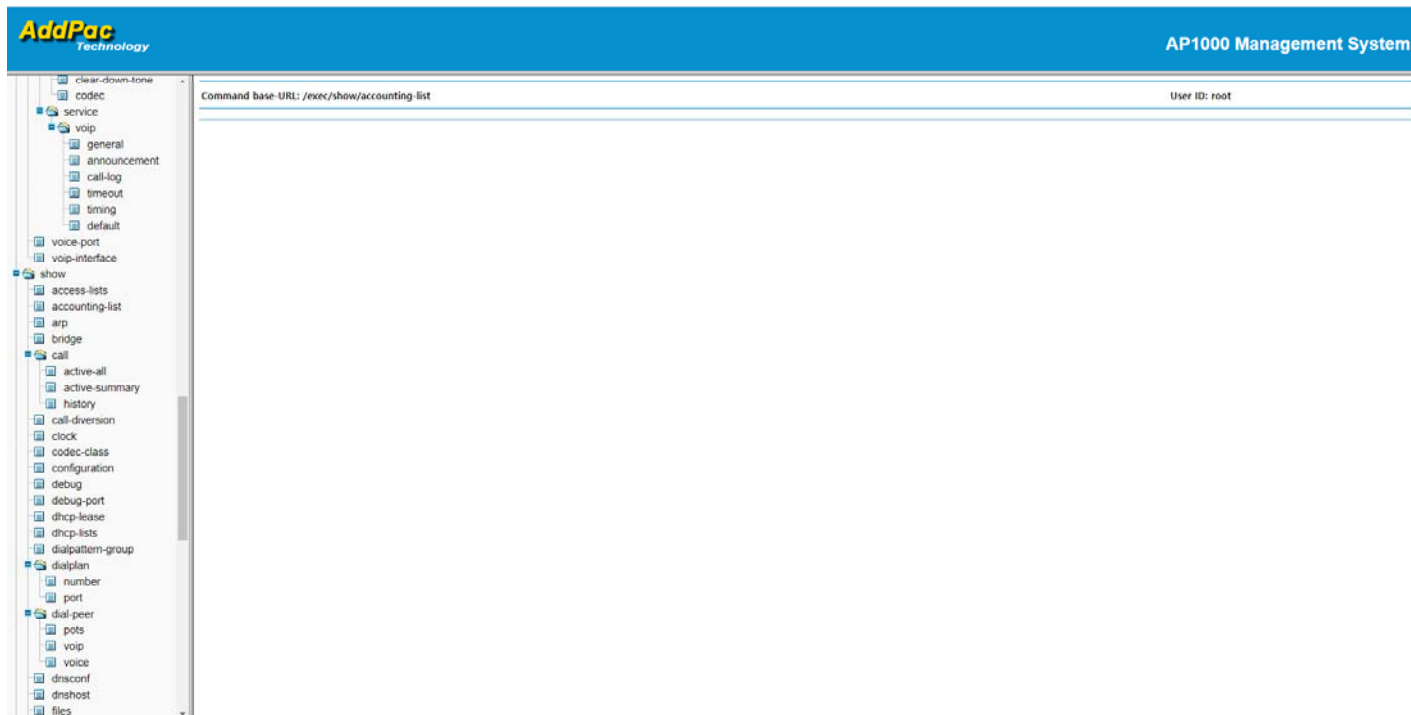 AddPac
Technology
AP1000 Management System
clear-down-tone
codec
Command base-URL: /exec/show/accounting-list
User ID: root
service
voip
general
announcement
call-log
timeout
timing
default
voice-port
voip-interface
show
access-lists
accounting-list
arp
bridge
call
active-all
active-summary
history
call-diversion
clock
codec-class
configuration
debug
debug-port
dhcp-lease
dhcp-lists
dialpattern-group
dialplan
number
port
dial-peer
pots
voip
voice
dnsconf
dnshost
files